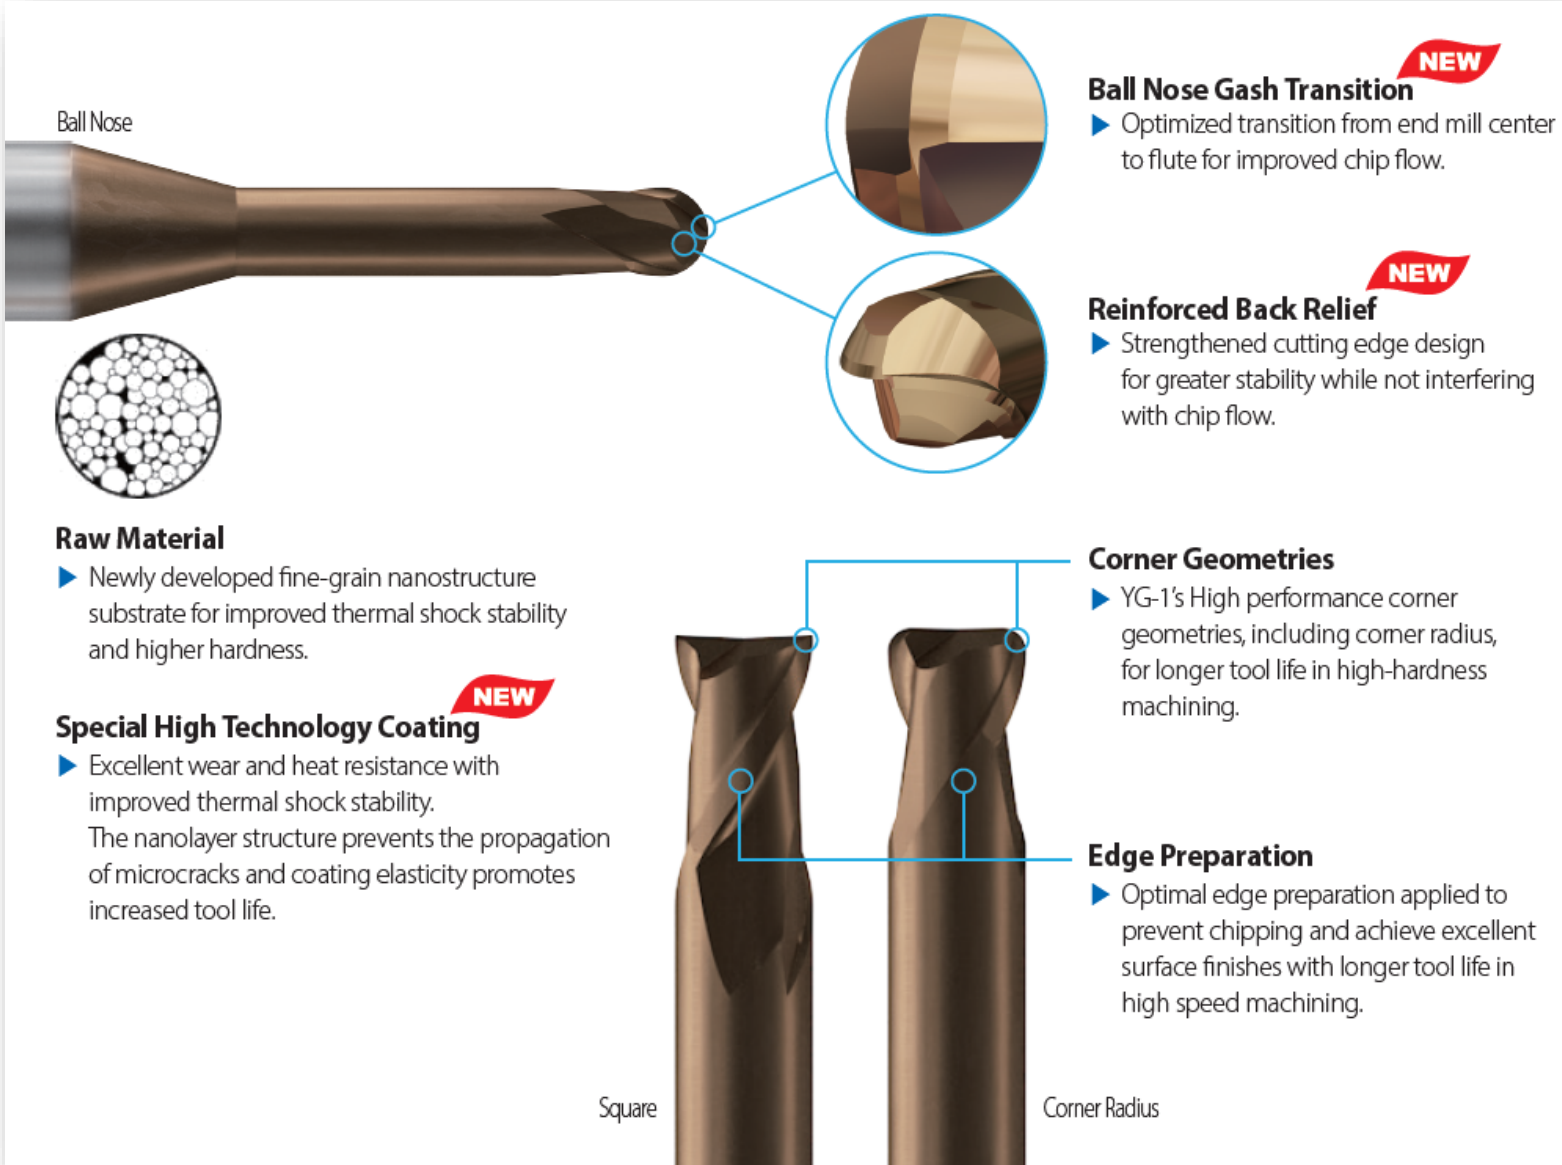 Ball Nose
NEW
Ball Nose Gash Transition
Optimized transition from end mill center
to flute for improved chip flow.
NEW
Reinforced Back Relief
Strengthened cutting edge design
for greater stability while not interfering
with chip flow.
Raw Material
Newly developed fine-grain nanostructure
substrate for improved thermal shock stability
and higher hardness.
NEW
Special High Technology Coating
Excellent wear and heat resistance with
improved thermal shock stability.
The nanolayer structure prevents the propagation
of microcracks and coating elasticity promotes
increased tool life.
Corner Geometries
YG-1's High performance corner
geometries, including corner radius,
for longer tool life in high-hardness
machining.
Edge Preparation
Optimal edge preparation applied to
prevent chipping and achieve excellent
surface finishes with longer tool life in
high speed machining.
Square
Corner Radius